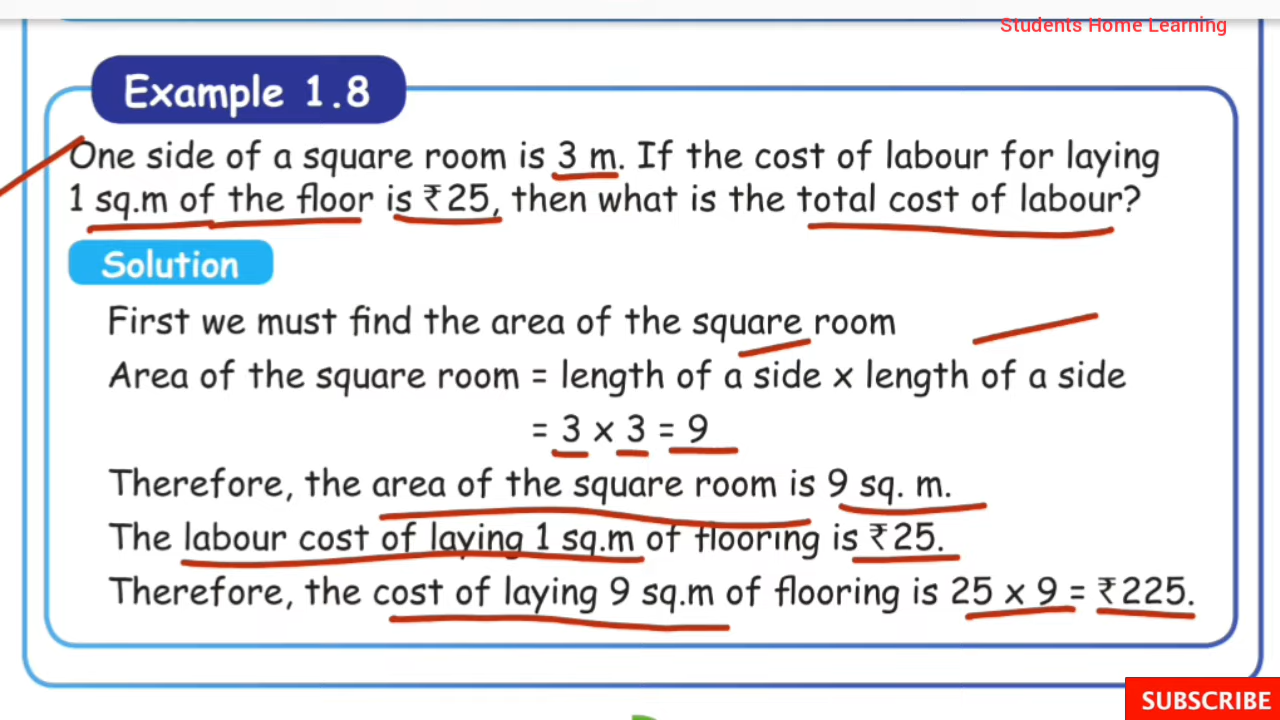 Students Home Learning
Example 1.8
One side of a square room is 3 m. If the cost of labour for laying
1 sq.m of the floor is ₹25, then what is the total cost of labour?
Solution
First we must find the area of the square room
Area of the square room = length of a side x length of a side
= 3 x 3 = 9
Therefore, the area of the square room is 9 sq. m.
The labour cost of laying 1 sq.m of flooring is ₹25.
Therefore, the cost of laying 9 sq.m of flooring is 25 x 9 = ₹225.
SUBSCRIBE